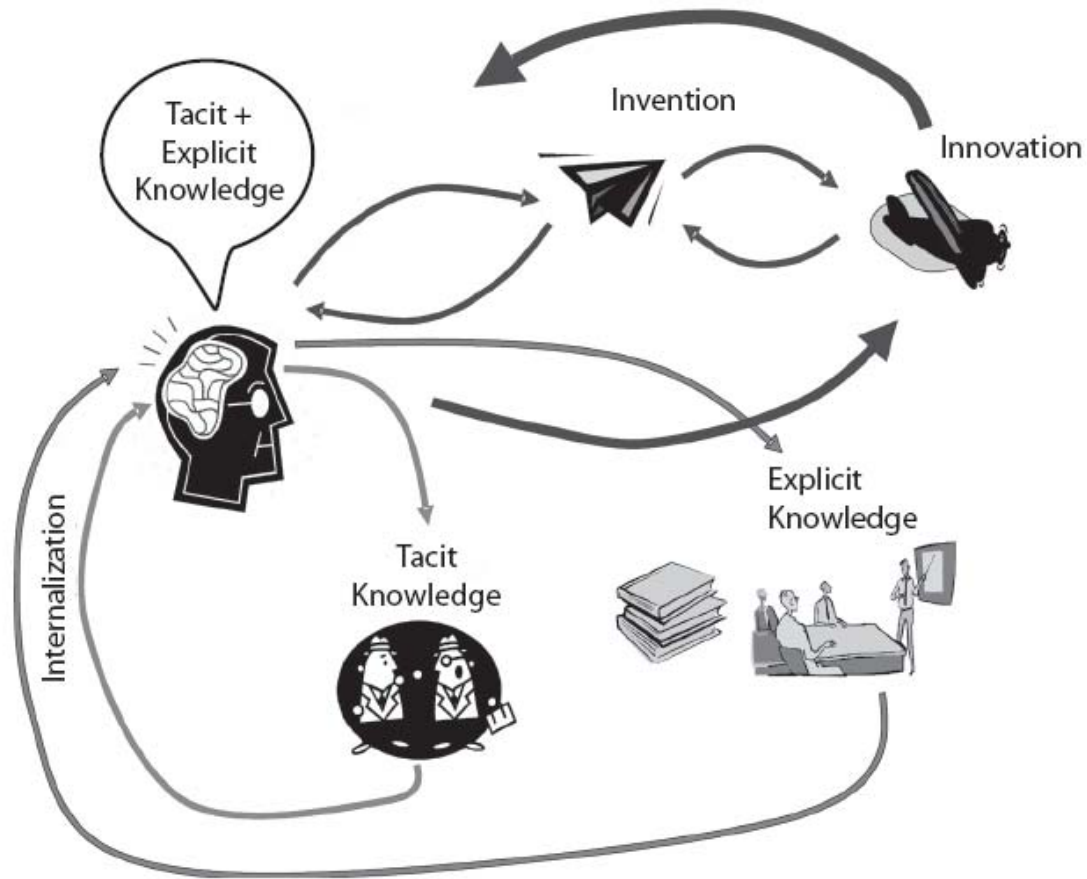 Tacit +
Explicit
Knowledge
Invention
Innovation
Explicit
Knowledge
Tacit
Knowledge
Internalization